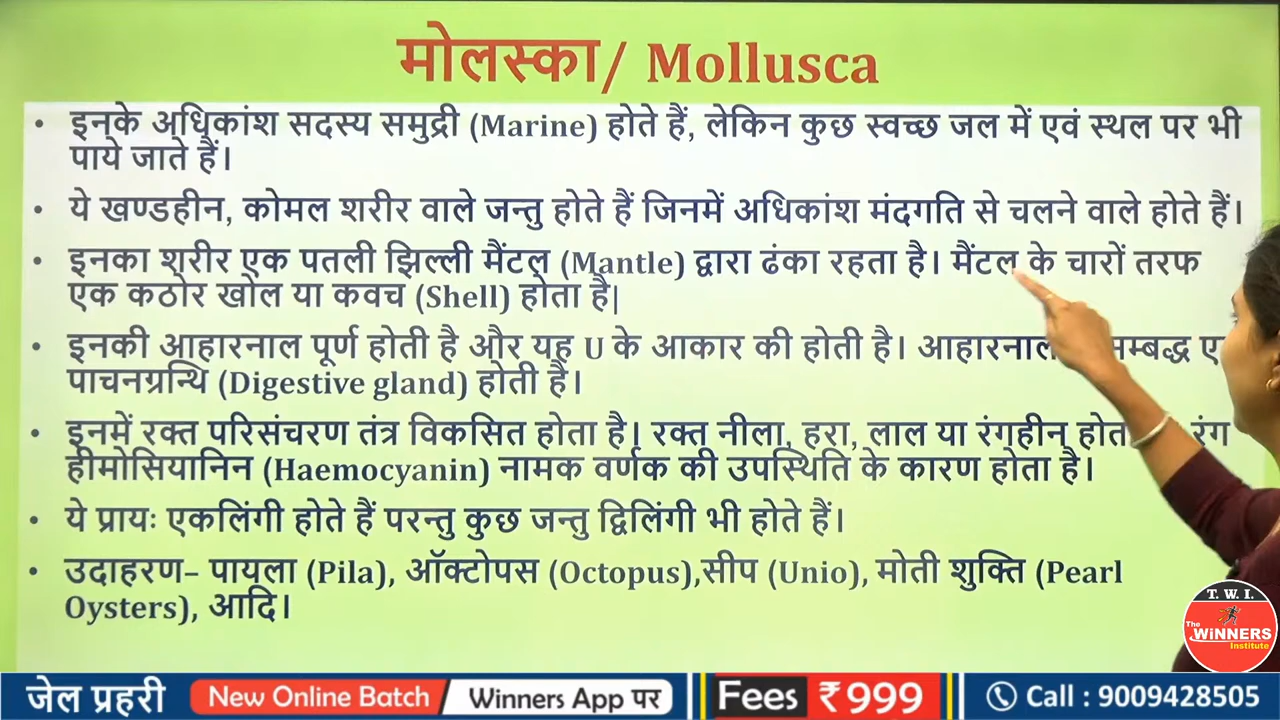 मोलस्का/ Mollusca
• इनके अधिकांश सदस्य समुद्री (Marine) होते हैं, लेकिन कुछ स्वच्छ जल में एवं स्थल पर भी
पाये जाते हैं।
• ये खण्डहीन, कोमल शरीर वाले जन्तु होते हैं जिनमें अधिकांश मंदगति से चलने वाले होते हैं।
• इनका शरीर एक पतली झिल्ली मैंटल (Mantle) द्वारा ढंका रहता है। मैंटल के चारों तरफ
एक कठोर खोल या कवच (Shell) होता है|
• इनकी आहारनाल पूर्ण होती है और यह U के आकार की होती है। आहारनाल
पाचनग्रन्थि (Digestive gland) होती है।
• इनमें रक्त परिसंचरण तंत्र विकसित होता है। रक्त नीला, हरा, लाल या रंगहीन रंग
हीमोसियानिन (Haemocyanin) नामक वर्णक की उपस्थिति के कारण होता है।
• ये प्रायः एकलिंगी होते हैं परन्तु कुछ जन्तु द्विलिंगी भी होते हैं।
• उदाहरण– पायला (Pila), ऑक्टोपस (Octopus),सीप (Unio), मोती शुक्ति (Pearl
Oysters), आदि।
T. W. I.
The
WiNNERS
Institute
जेल प्रहरी New Online Batch Winners App पर Fees ₹999 Call : 9009428505